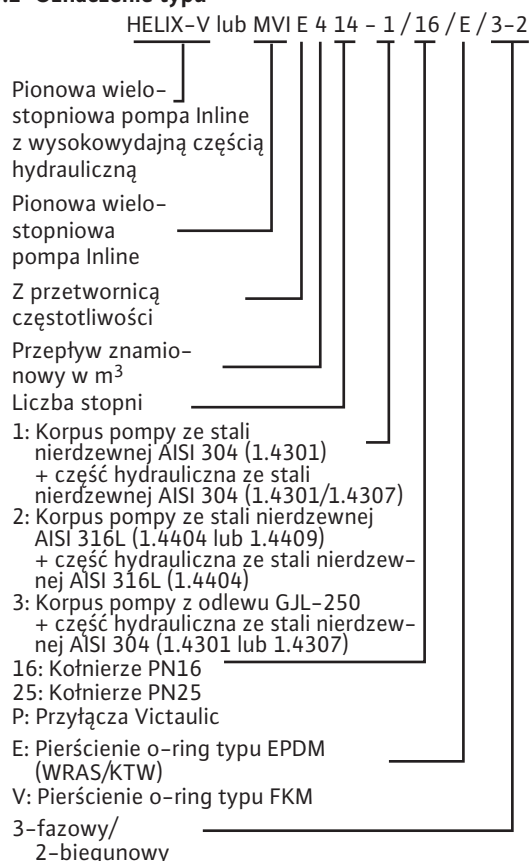 Oznaczenie typu
HELIX-V lub MVI E 4 14 - 1 / 16 / E / 3-2
Pionowa wielo-
stopniowa pompa Inline
z wysokowydajną częścią
hydrauliczną
Pionowa wielo-
stopniowa
pompa Inline
Z przetwornicą
częstotliwości
Przepływ znamio-
nowy w m³
Liczba stopni
1: Korpus pompy ze stali
nierdzewnej AISI 304 (1.4301)
+ część hydrauliczna ze stali
nierdzewnej AISI 304 (1.4301/1.4307)
2: Korpus pompy ze stali nierdzewnej
AISI 316L (1.4404 lub 1.4409)
+ część hydrauliczna ze stali nierdzew-
nej AISI 316L (1.4404)
3: Korpus pompy z odlewu GJL-250
+ część hydrauliczna ze stali nierdzew-
nej AISI 304 (1.4301 lub 1.4307)
16: Kołnierze PN16
25: Kołnierze PN25
P: Przyłącza Victaulic
E: Pierścienie o-ring typu EPDM
(WRAS/KTW)
V: Pierścienie o-ring typu FKM
3-fazowy/
2-biegunowy